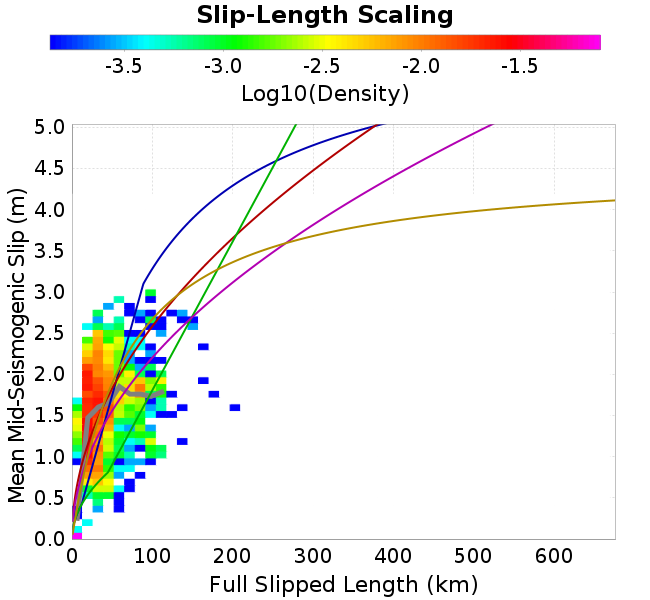 Slip-Length Scaling
-3.5 -3.0 -2.5 -2.0 -1.5
Log10(Density)
Mean Mid-Seismogenic Slip (m)
5.0
4.5
4.0
3.5
3.0
2.5
2.0
1.5
1.0
0.5
0.0
0 100 200 300 400 500 600
Full Slipped Length (km)